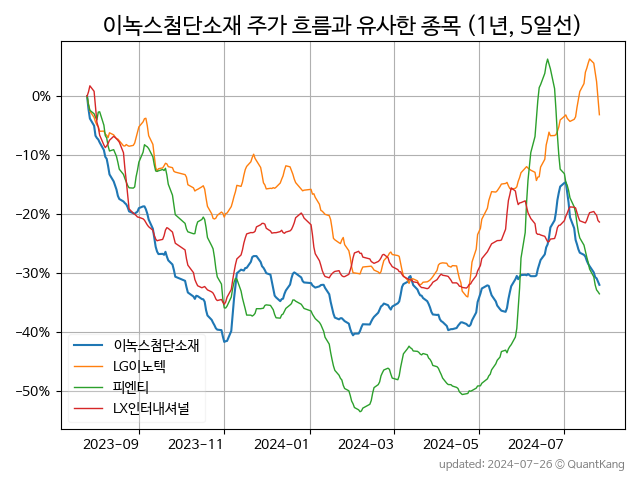 이녹스첨단소재 주가 흐름과 유사한 종목 (1년, 5일선)
0%
−10%
−20%
−30%
−40%
−50%
이녹스첨단소재
LG이노텍
피엔티
LX인터내셔널
2023-09 2023-11 2024-01 2024-03 2024-05 2024-07
updated: 2024-07-26 © QuantKang